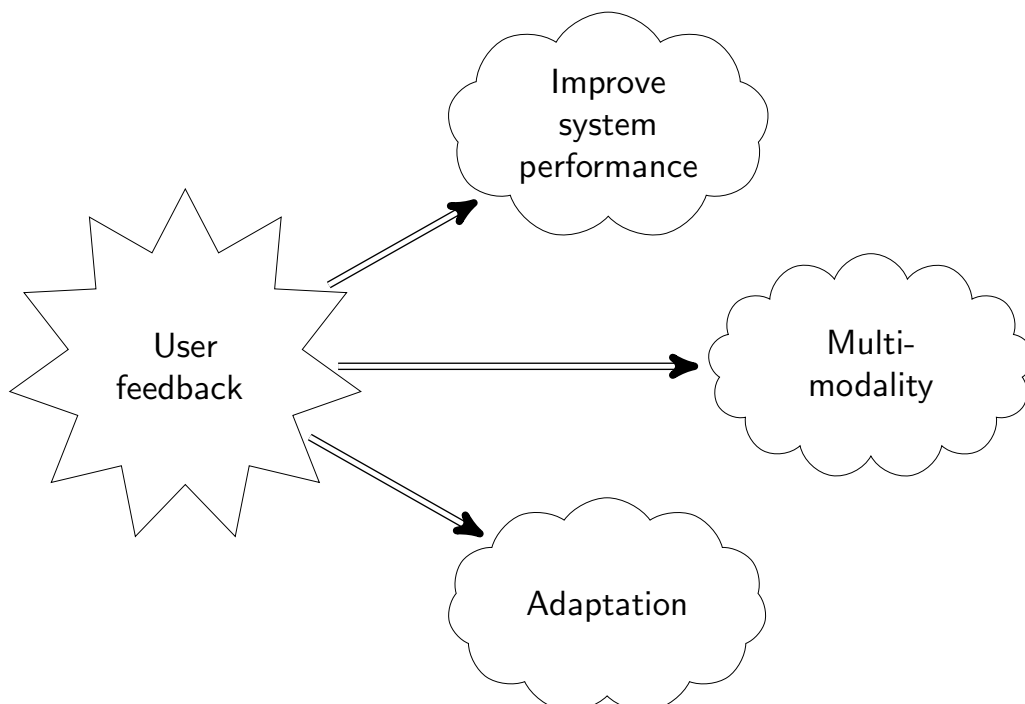 Improve
system
performance
User
feedback
Multi-
modality
Adaptation